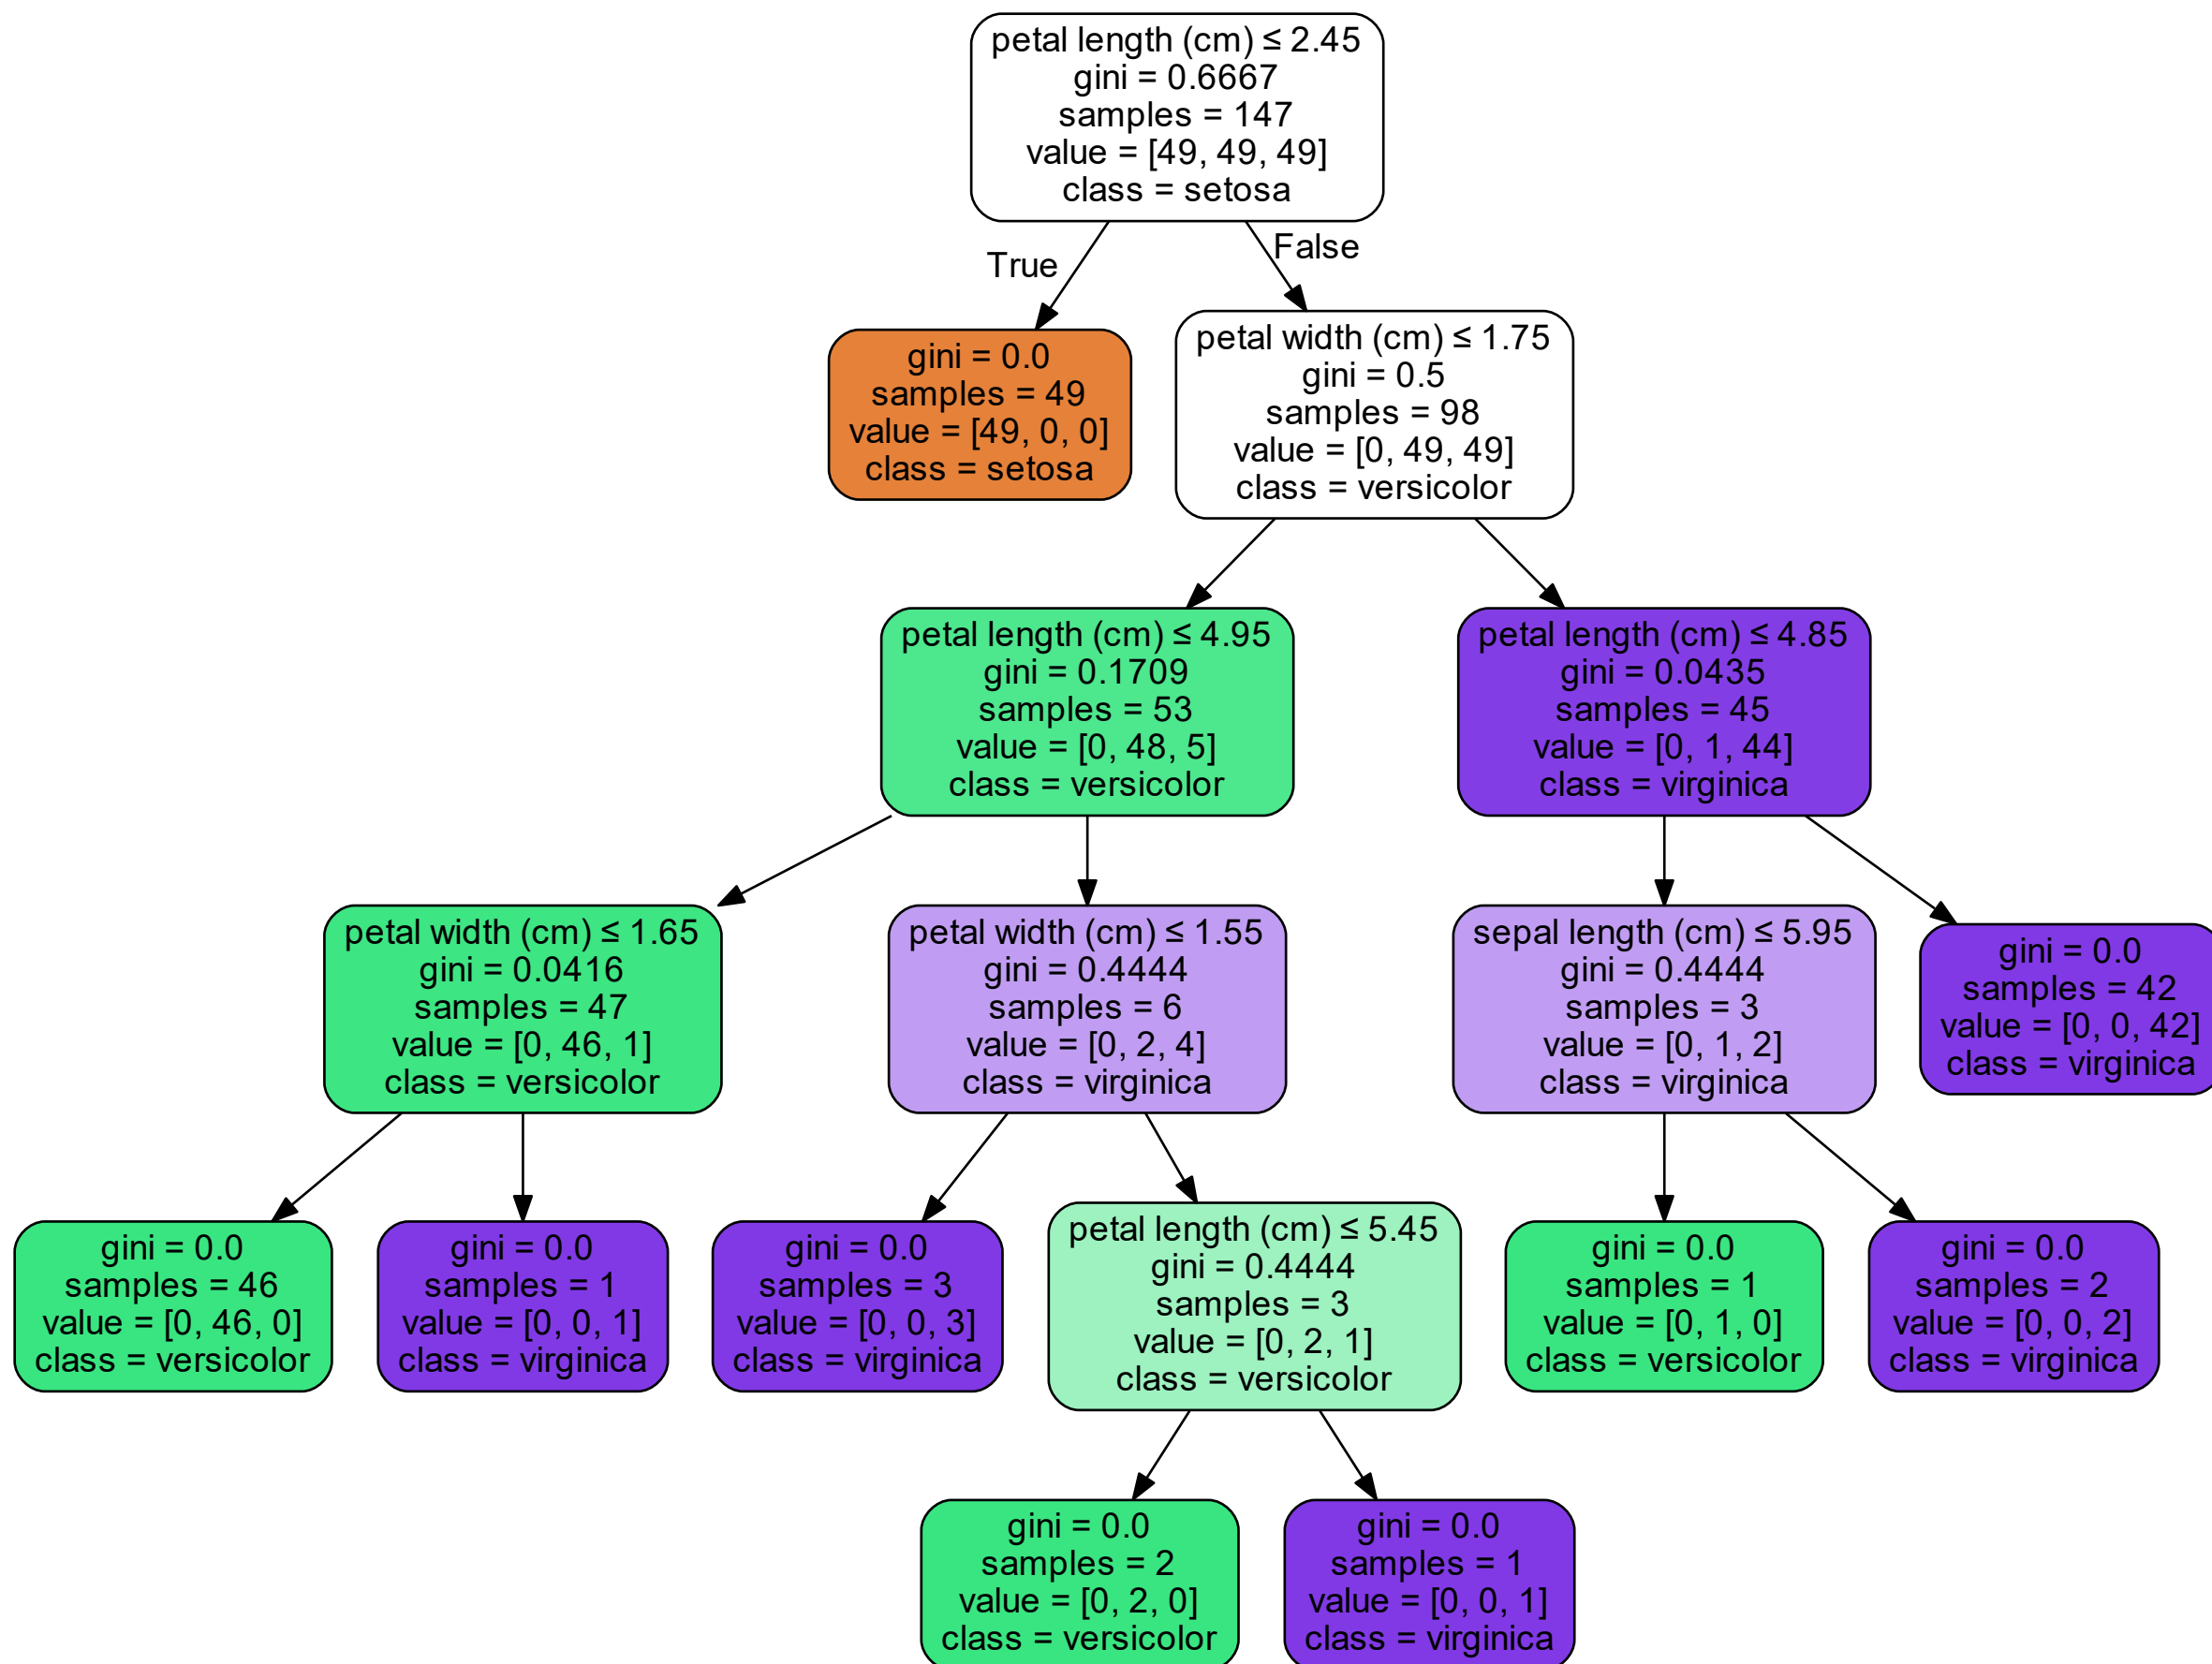 petal length (cm) ≤ 2.45
gini = 0.6667
samples = 147
value = [49, 49, 49]
class = setosa
True
False
gini = 0.0
samples = 49
value = [49, 0, 0]
class = setosa
petal width (cm) ≤ 1.75
gini = 0.5
samples = 98
value = [0, 49, 49]
class = versicolor
petal length (cm) ≤ 4.95
gini = 0.1709
samples = 53
value = [0, 48, 5]
class = versicolor
petal length (cm) ≤ 4.85
gini = 0.0435
samples = 45
value = [0, 1, 44]
class = virginica
petal width (cm) ≤ 1.65
gini = 0.0416
samples = 47
value = [0, 46, 1]
class = versicolor
petal width (cm) ≤ 1.55
gini = 0.4444
samples = 6
value = [0, 2, 4]
class = virginica
sepal length (cm) ≤ 5.95
gini = 0.4444
samples = 3
value = [0, 1, 2]
class = virginica
gini = 0.0
samples = 42
value = [0, 0, 42]
class = virginica
gini = 0.0
samples = 46
value = [0, 46, 0]
class = versicolor
gini = 0.0
samples = 1
value = [0, 0, 1]
class = virginica
gini = 0.0
samples = 3
value = [0, 0, 3]
class = virginica
petal length (cm) ≤ 5.45
gini = 0.4444
samples = 3
value = [0, 2, 1]
class = versicolor
gini = 0.0
samples = 1
value = [0, 1, 0]
class = versicolor
gini = 0.0
samples = 2
value = [0, 0, 2]
class = virginica
gini = 0.0
samples = 2
value = [0, 2, 0]
class = versicolor
gini = 0.0
samples = 1
value = [0, 0, 1]
class = virginica